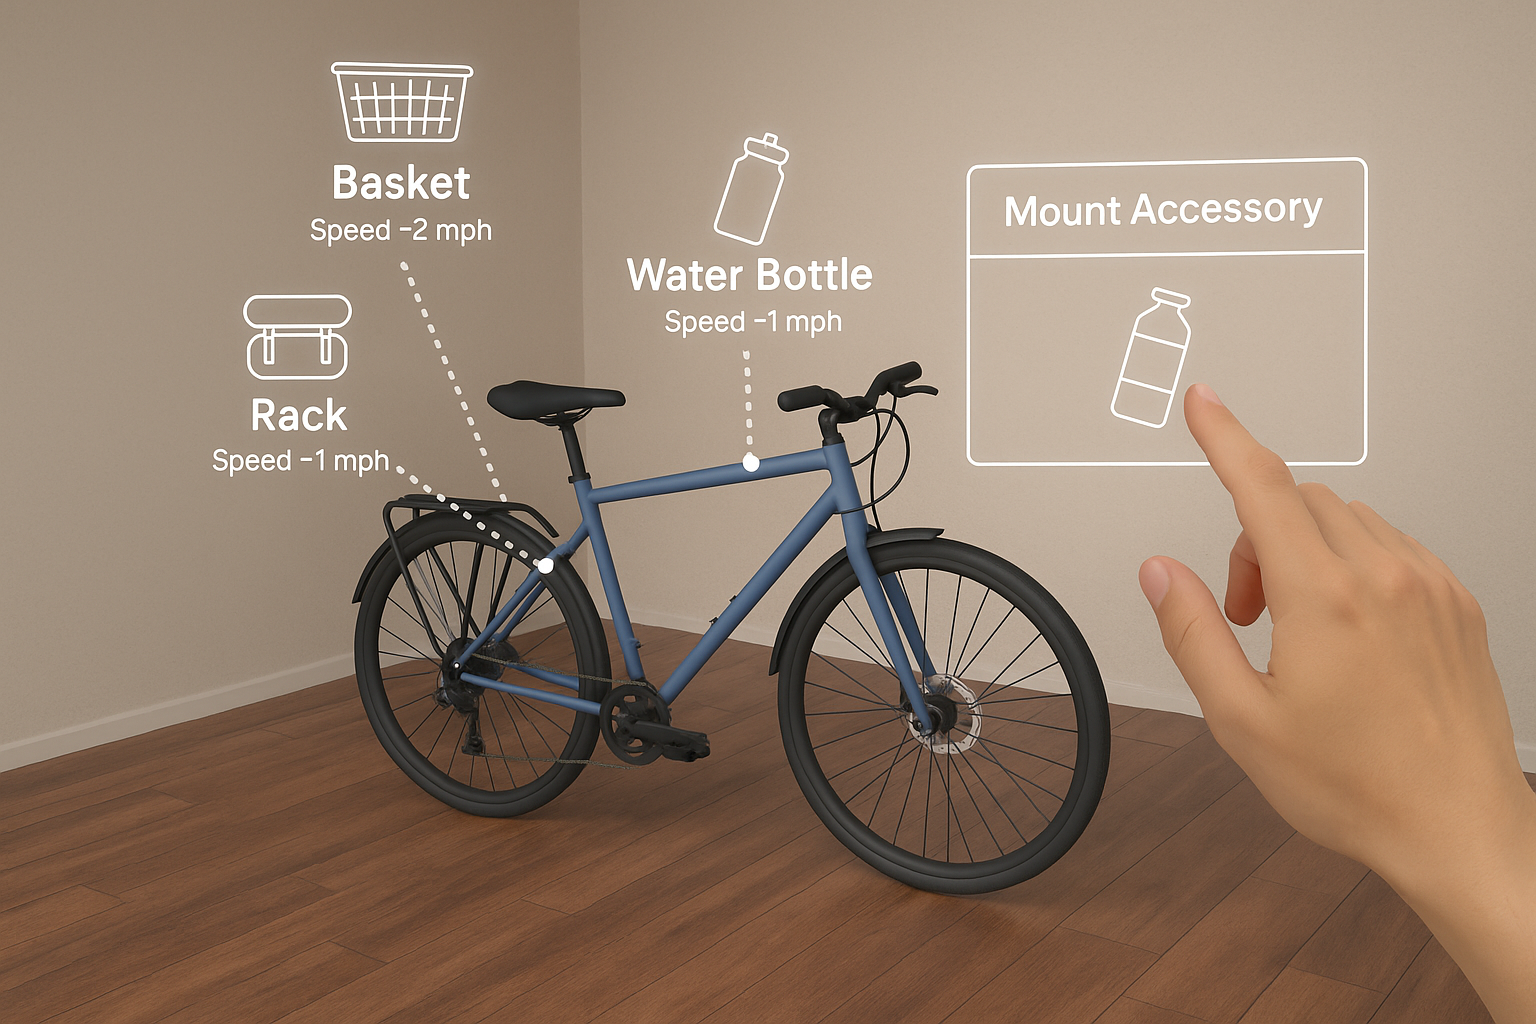 Basket
Speed −2 mph
Rack
Speed −1 mph
Water Bottle
Speed −1 mph
Mount Accessory